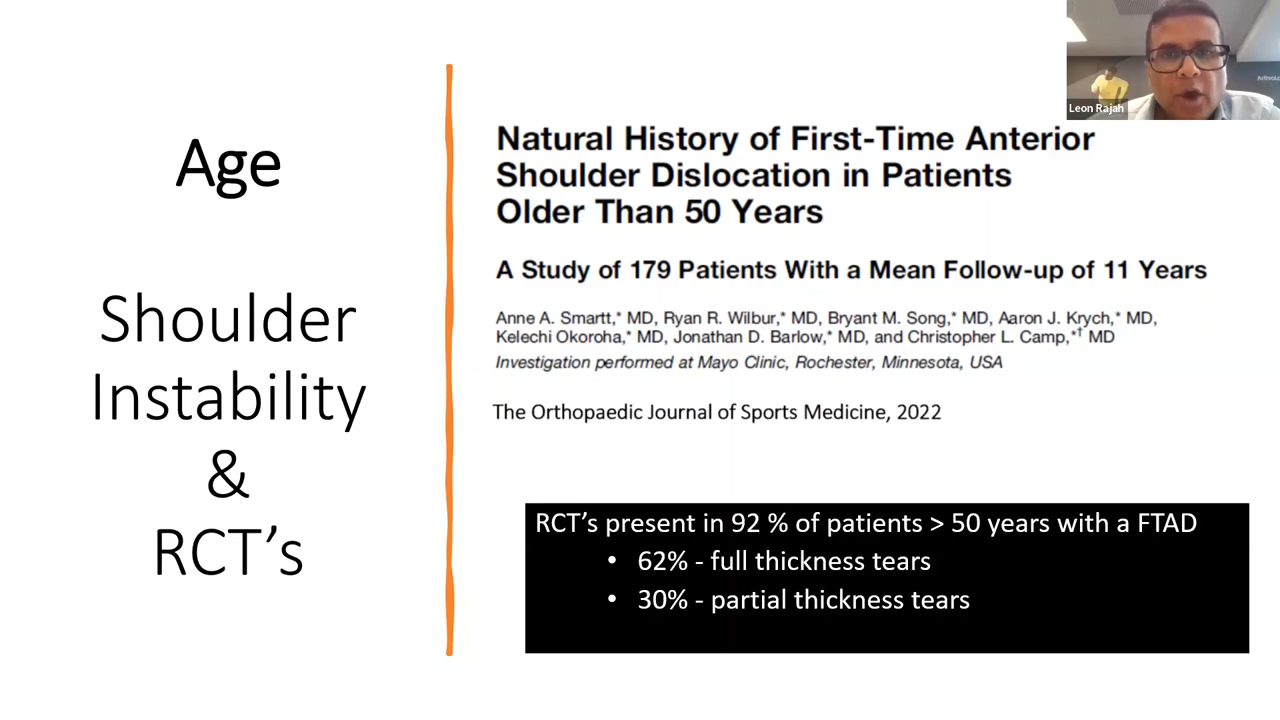 Age
Shoulder
Instability
&
RCT’s
Natural History of First-Time Anterior
Shoulder Dislocation in Patients
Older Than 50 Years
A Study of 179 Patients With a Mean Follow-up of 11 Years
Anne A. Smartt,* MD, Ryan R. Wilbur,* MD, Bryant M. Song,* MD, Aaron J. Krych,* MD,
Kelechi Okoroha,* MD, Jonathan D. Barlow,* MD, and Christopher L. Camp,*† MD
Investigation performed at Mayo Clinic, Rochester, Minnesota, USA
The Orthopaedic Journal of Sports Medicine, 2022
RCT’s present in 92 % of patients > 50 years with a FTAD
• 62% - full thickness tears
• 30% - partial thickness tears
Leon Rajah